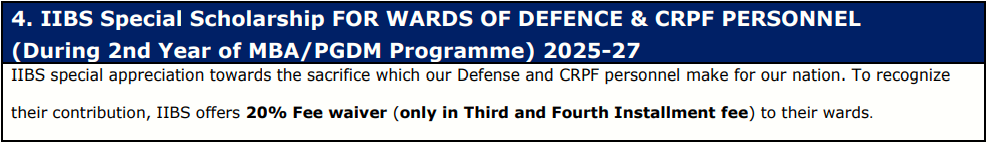 4. IIBS Special Scholarship FOR WARDS OF DEFENCE & CRPF PERSONNEL
(During 2nd Year of MBA/PGDM Programme) 2025-27
IIBS special appreciation towards the sacrifice which our Defense and CRPF personnel make for our nation. To recognize
their contribution, IIBS offers 20% Fee waiver (only in Third and Fourth Installment fee) to their wards.